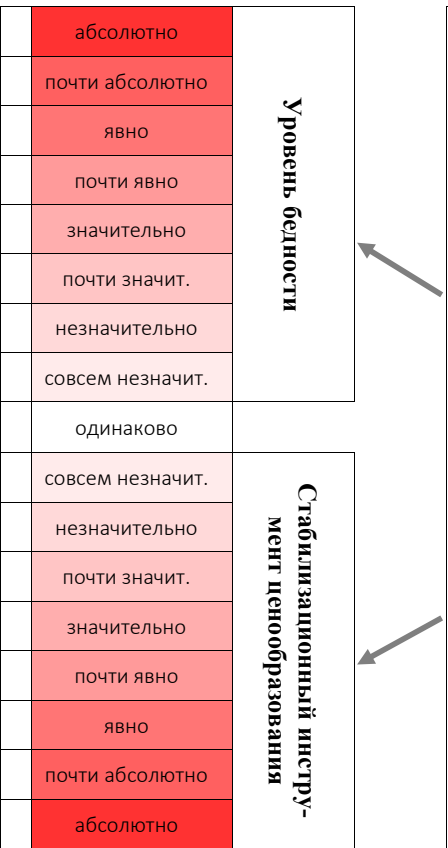 абсолютно
почти абсолютно
явно
почти явно
значительно
почти значит.
незначительно
совсем незначит.
Уровень бедности
одинаково
совсем незначит.
незначительно
почти значит.
значительно
почти явно
явно
почти абсолютно
абсолютно
Стабилизационный инстру-
мент ценообразования